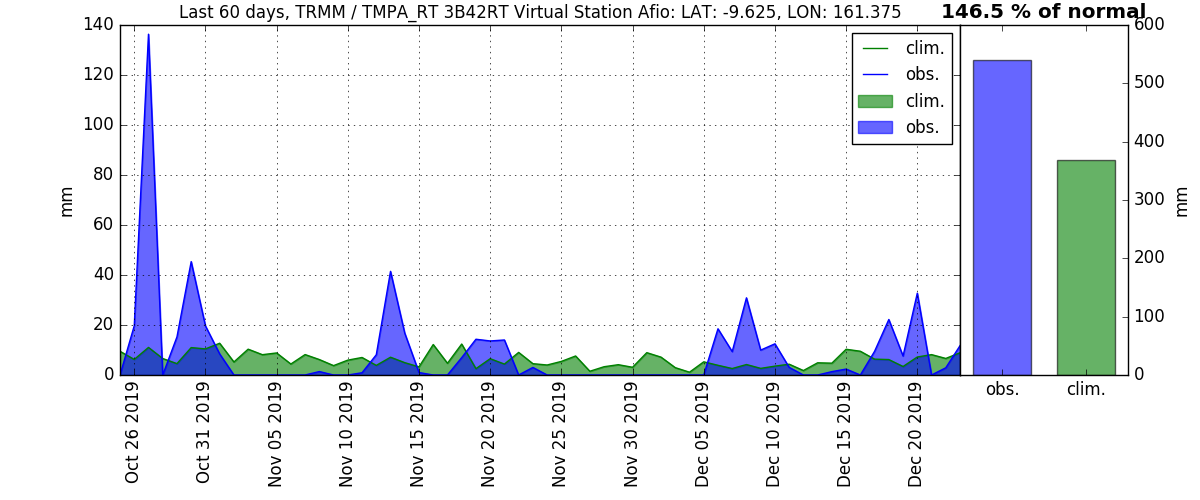 Last 60 days, TRMM / TMPA_RT 3B42RT Virtual Station Afio: LAT: -9.625, LON: 161.375
146.5 % of normal
140
120
100
80
60
40
20
0
mm
clim.
obs.
clim.
obs.
Oct 26 2019
Oct 31 2019
Nov 05 2019
Nov 10 2019
Nov 15 2019
Nov 20 2019
Nov 25 2019
Nov 30 2019
Dec 05 2019
Dec 10 2019
Dec 15 2019
Dec 20 2019
600
500
400
300
200
100
0
mm
obs.
clim.